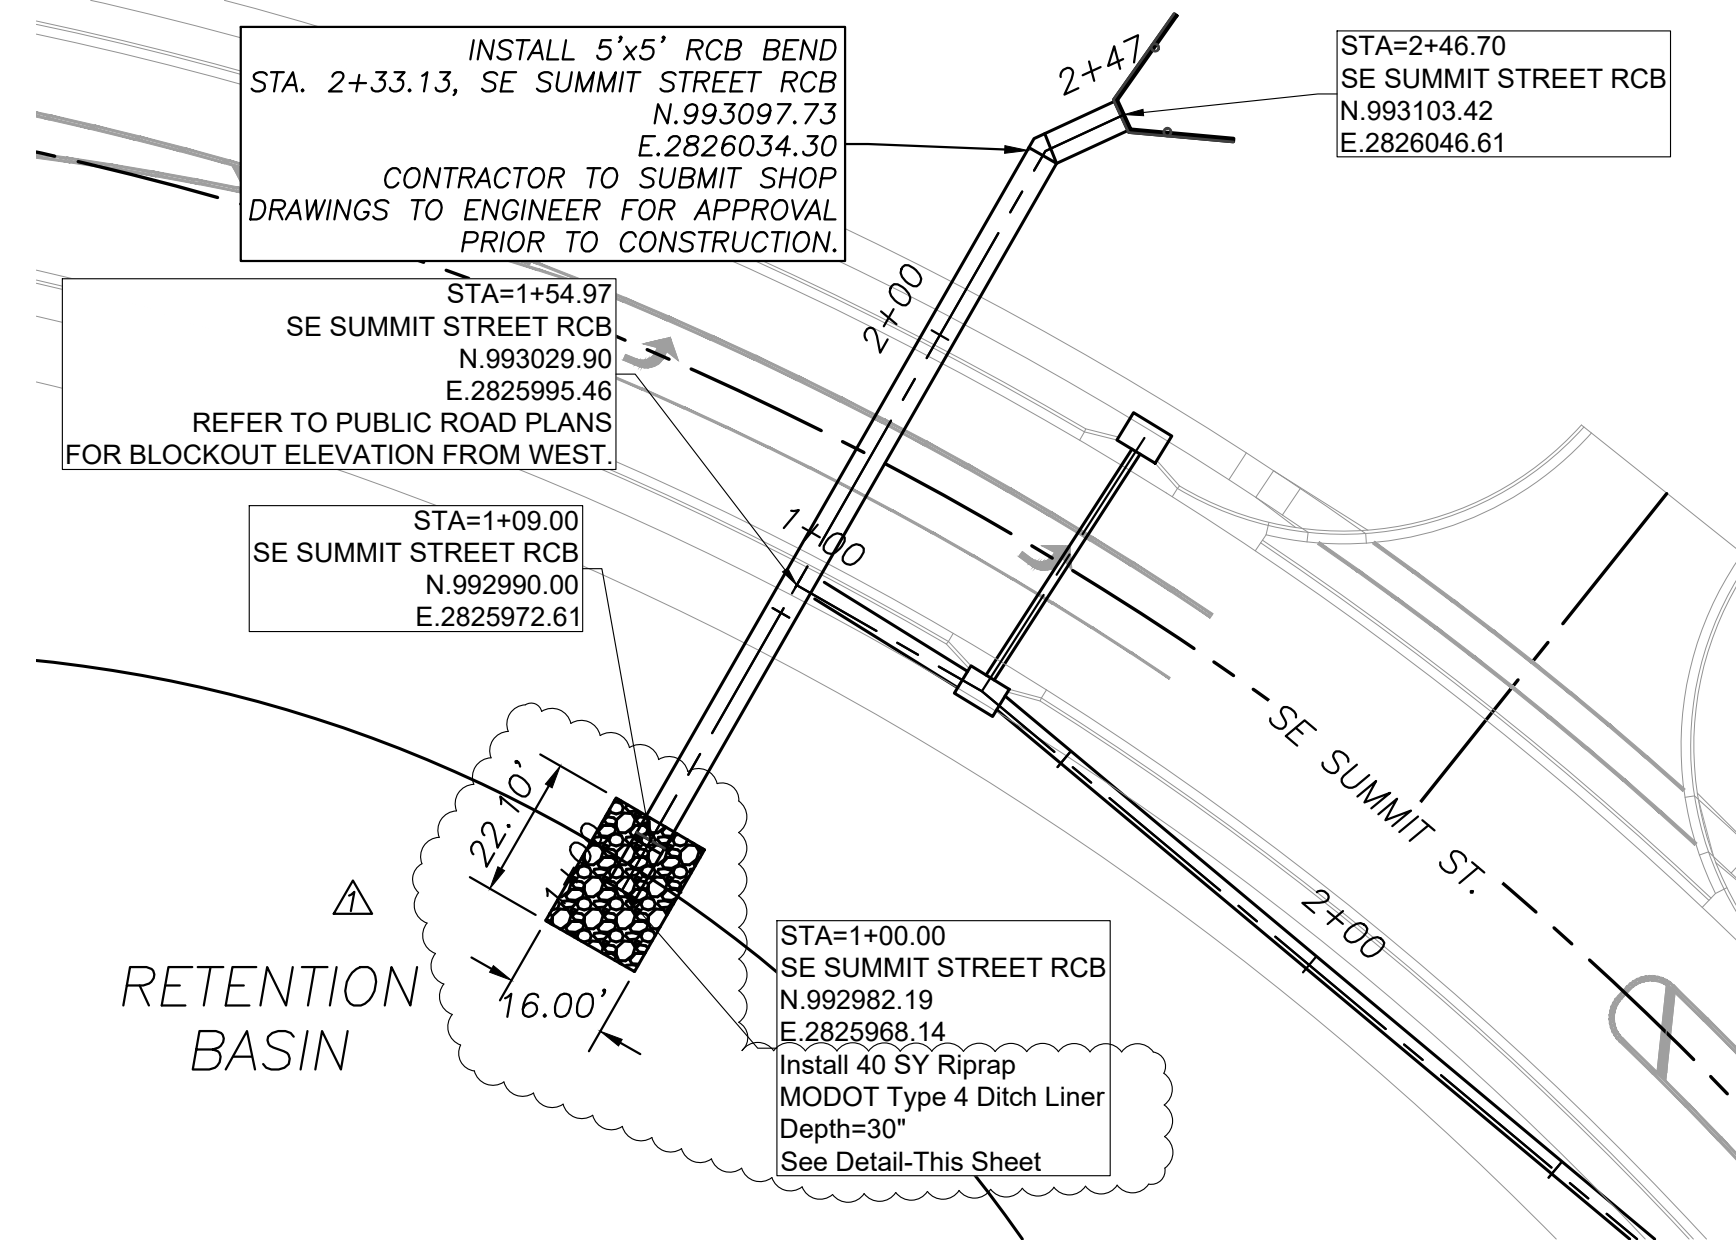 INSTALL 5'x5' RCB BEND
STA. 2+33.13, SE SUMMIT STREET RCB
N.993097.73
E.2826034.30
CONTRACTOR TO SUBMIT SHOP
DRAWINGS TO ENGINEER FOR APPROVAL
PRIOR TO CONSTRUCTION.
2+47
STA=2+46.70
SE SUMMIT STREET RCB
N.993103.42
E.2826046.61
STA=1+54.97
SE SUMMIT STREET RCB
N.993029.90
E.2825995.46
REFER TO PUBLIC ROAD PLANS
FOR BLOCKOUT ELEVATION FROM WEST.
2+00
STA=1+09.00
SE SUMMIT STREET RCB
N.992990.00
E.2825972.61
1+00
SE SUMMIT ST.
2+00
22.10'
16.00'
1
RETENTION
BASIN
STA=1+00.00
SE SUMMIT STREET RCB
N.992982.19
E.2825968.14
Install 40 SY Riprap
MODOT Type 4 Ditch Liner
Depth=30"
See Detail-This Sheet